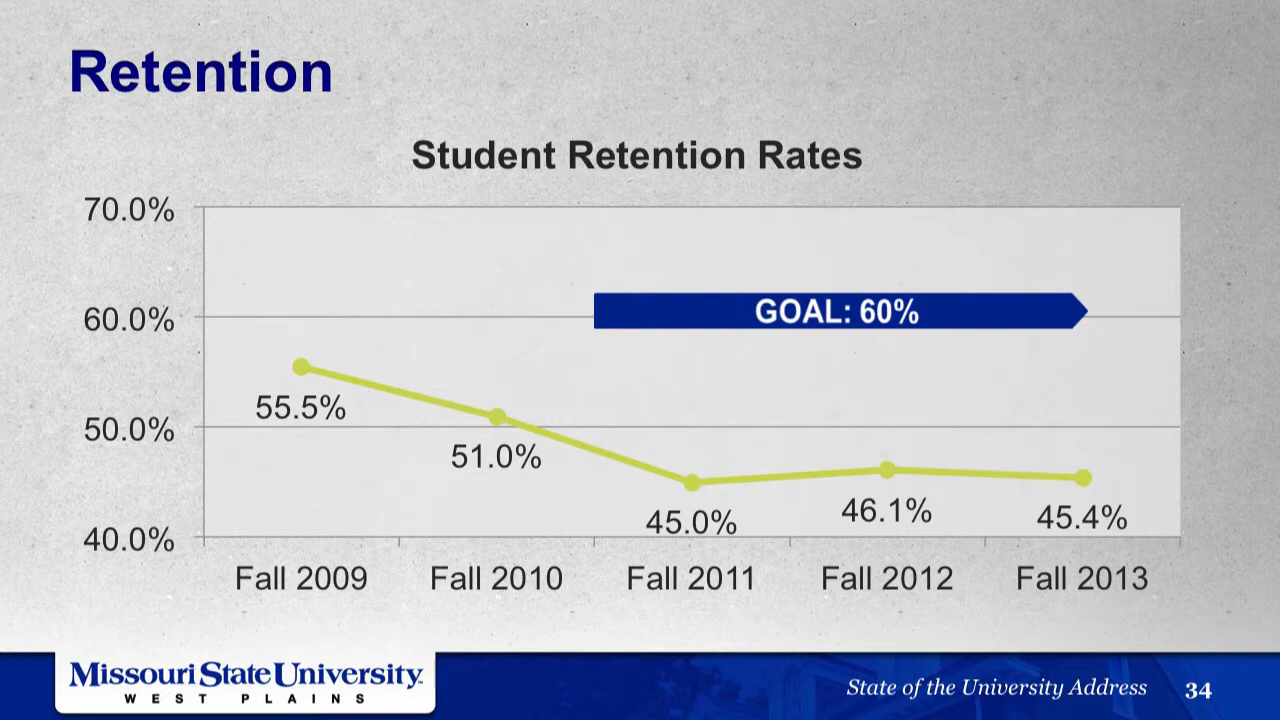 Retention
Student Retention Rates
70.0%
60.0%
50.0%
40.0%
GOAL: 60%
55.5%
51.0%
45.0%
46.1%
45.4%
Fall 2009 Fall 2010 Fall 2011 Fall 2012 Fall 2013
Missouri State University
WEST PLAINS
State of the University Address 34